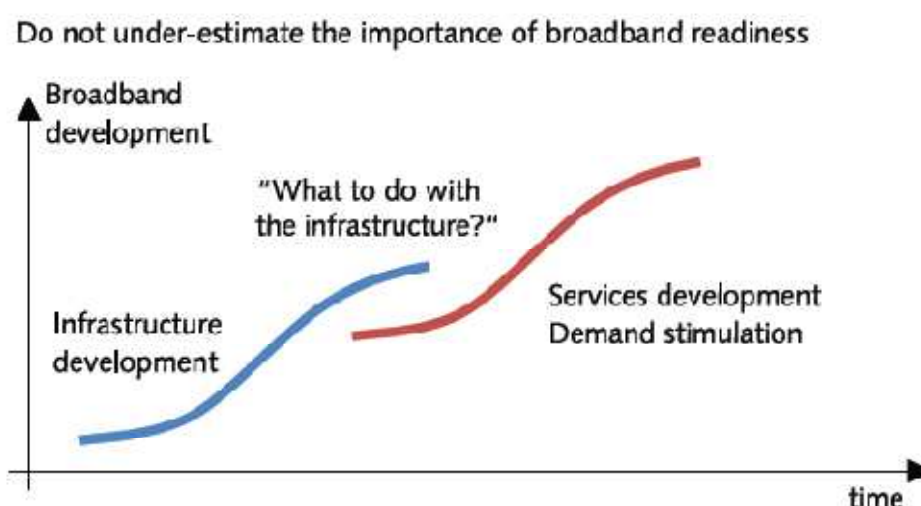 Do not under-estimate the importance of broadband readiness
Broadband
development
"What to do with
the infrastructure?"
Infrastructure
development
Services development
Demand stimulation
time